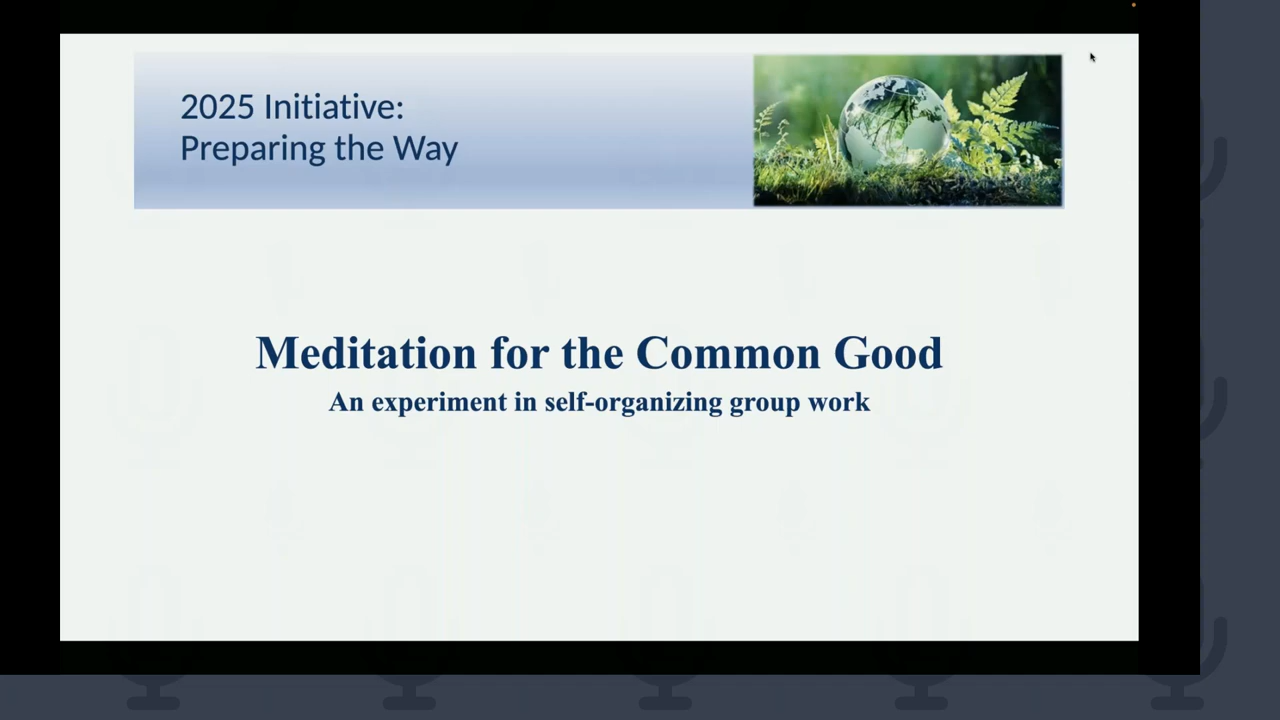 2025 Initiative:
Preparing the Way
Meditation for the Common Good
An experiment in self-organizing group work